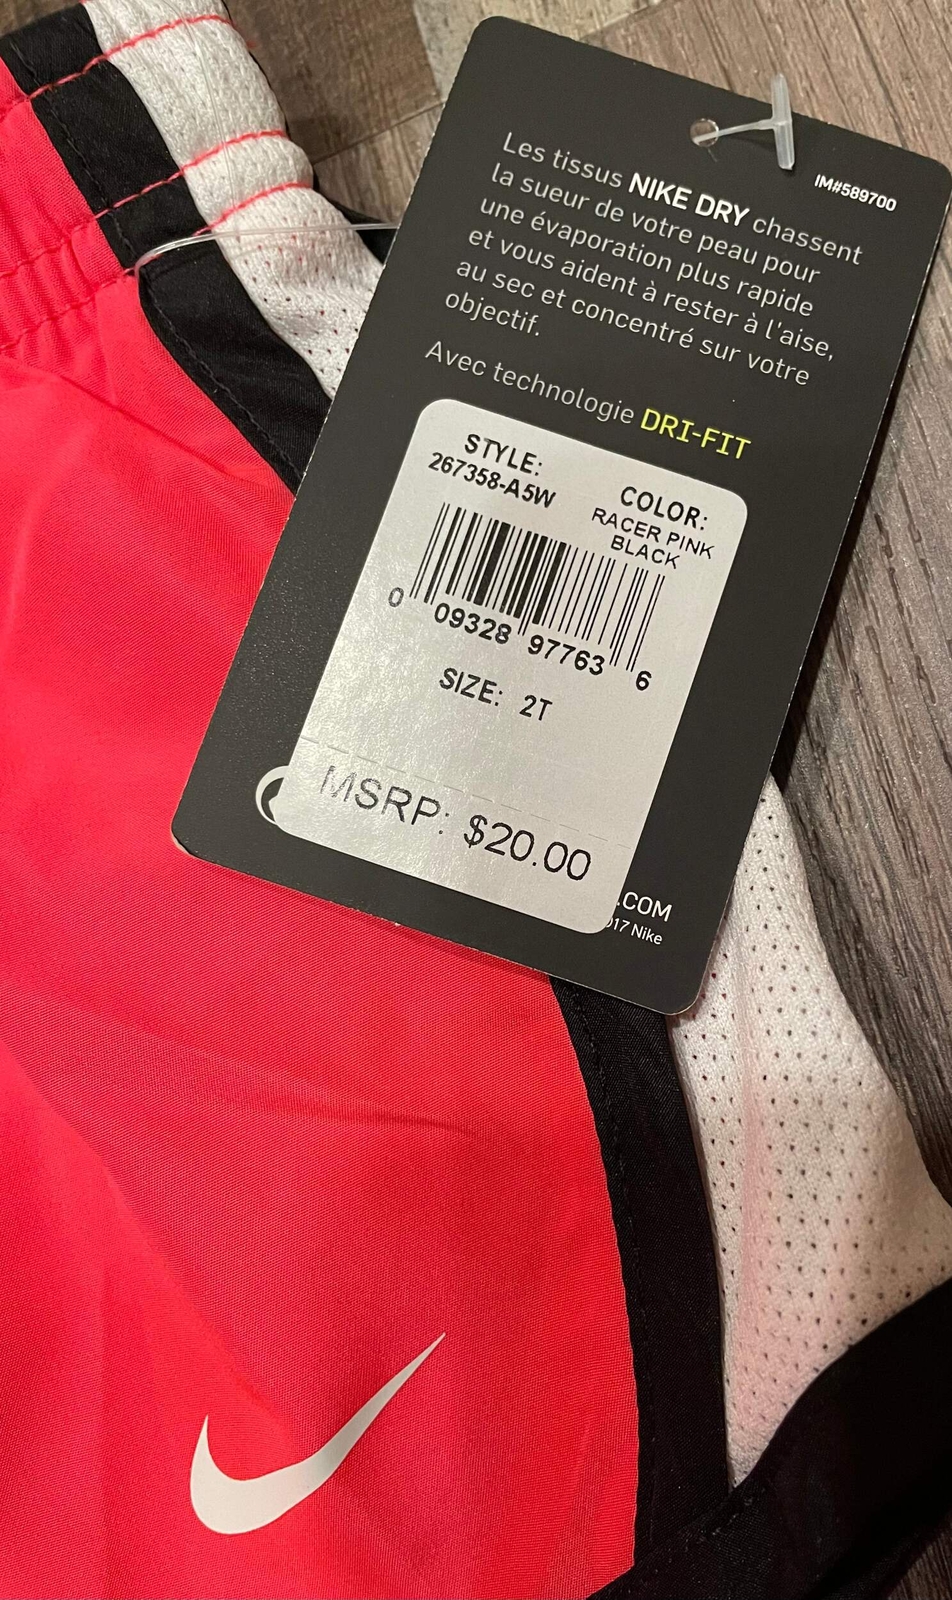 Les tissus NIKE DRY chassent
la sueur de votre peau pour
une évaporation plus rapide
et vous aident à rester à l'aise,
au sec et concentré sur votre
objectif.
IM#589700
Avec technologie DRI-FIT
STYLE:
267358-A5W
COLOR:
RACER PINK
BLACK
0 09328 97763 6
SIZE: 2T
MSRP: $20.00
.COM
17 Nike